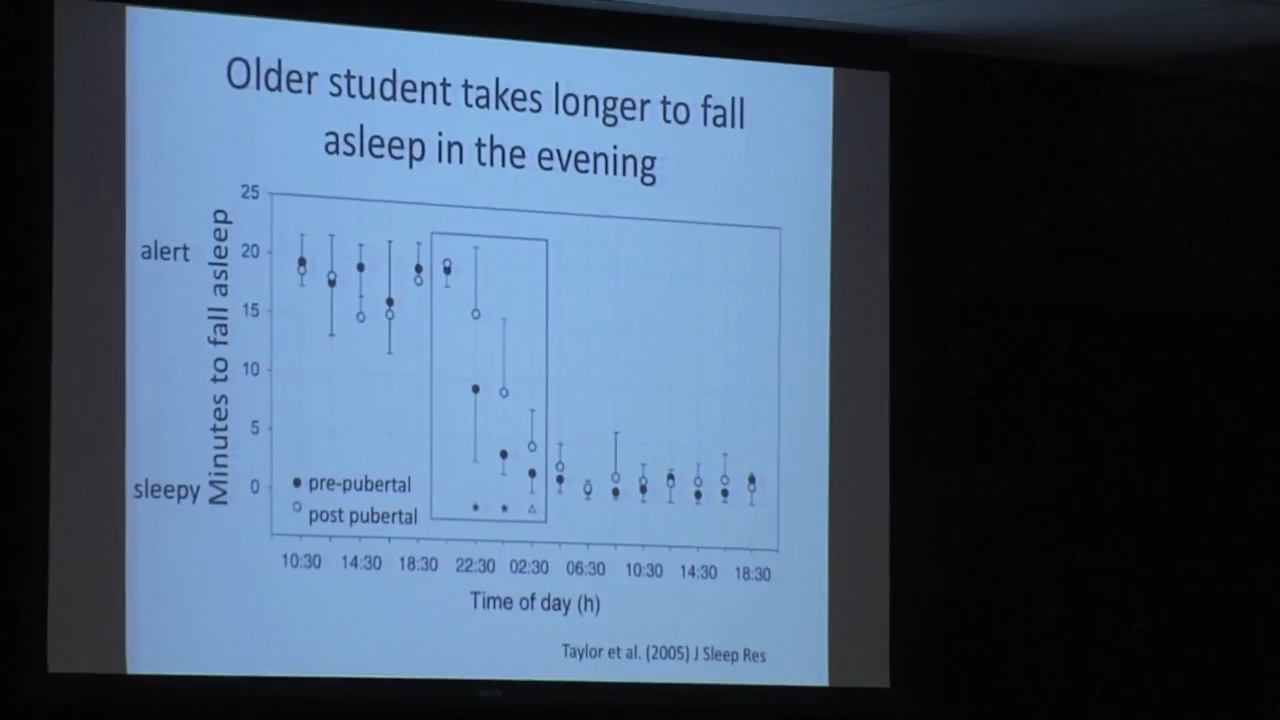 Older student takes longer to fall
asleep in the evening
alert
sleepy
Minutes to fall asleep
25
20
15
10
5
0
pre-pubertal
post pubertal
* * △
10:30 14:30 18:30 22:30 02:30 06:30 10:30 14:30 18:30
Time of day (h)
Taylor et al. (2005) J Sleep Res